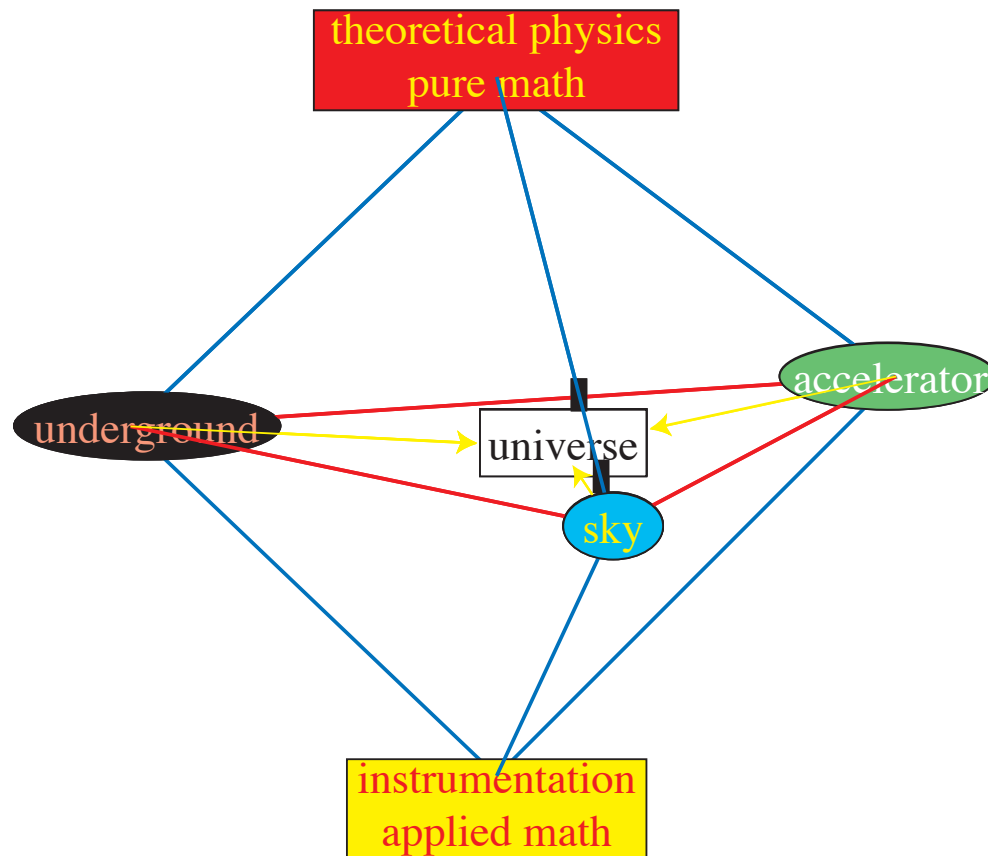 theoretical physics
pure math
accelerator
underground
universe
sky
instrumentation
applied math